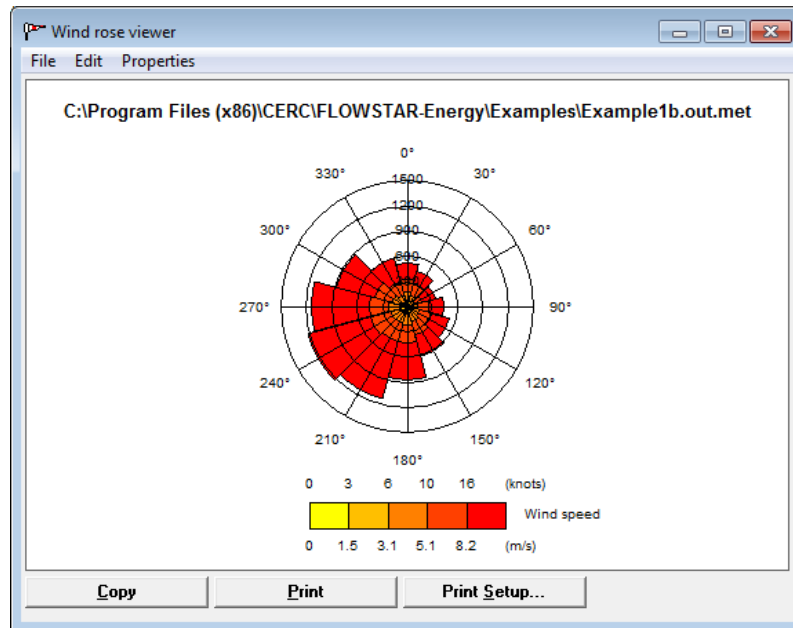 Wind rose viewer
File Edit Properties
C:\Program Files (x86)\CERC\FLOWSTAR-Energy\Examples\Example1b.out.met
0°
330° 30°
1500
1200
300° 60°
900
600
270° 90°
240° 120°
210° 150°
180°
0 3 6 10 16 (knots)
Wind speed
0 1.5 3.1 5.1 8.2 (m/s)
Copy Print Print Setup...